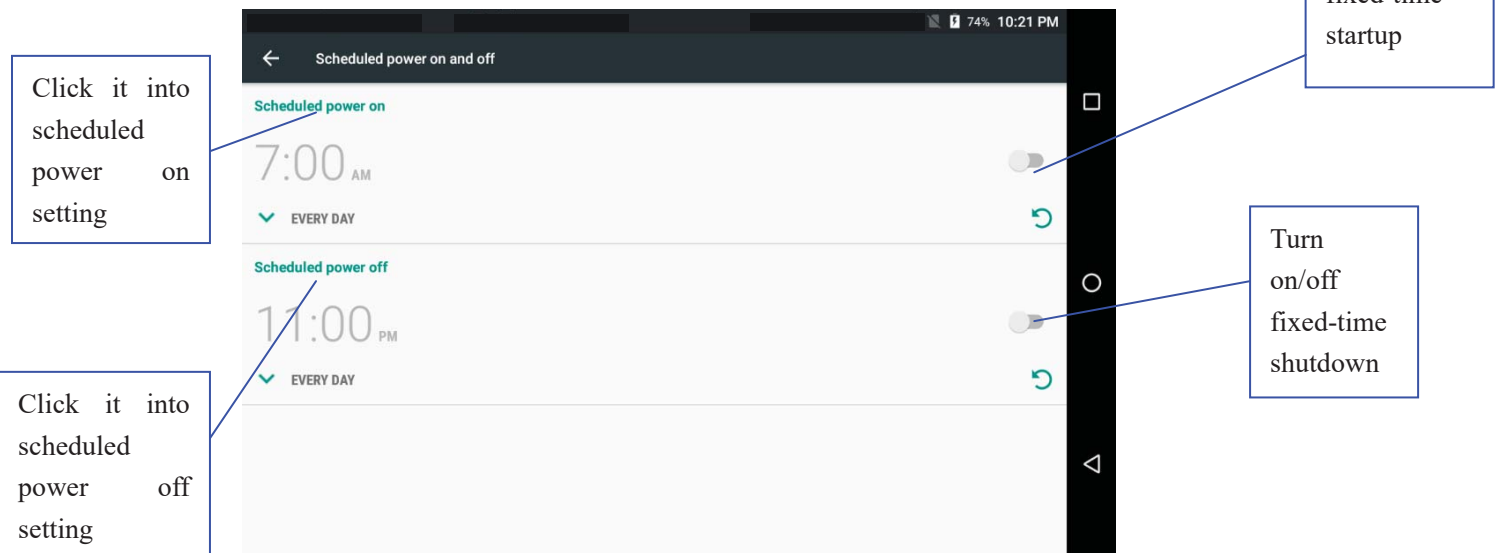 74% 10:21 PM
Scheduled power on and off
Scheduled power on
7:00 AM
EVERY DAY
Scheduled power off
11:00 PM
EVERY DAY
Click it into
scheduled
power on
setting
Click it into
scheduled
power off
setting
fixed-time
startup
Turn
on/off
fixed-time
shutdown